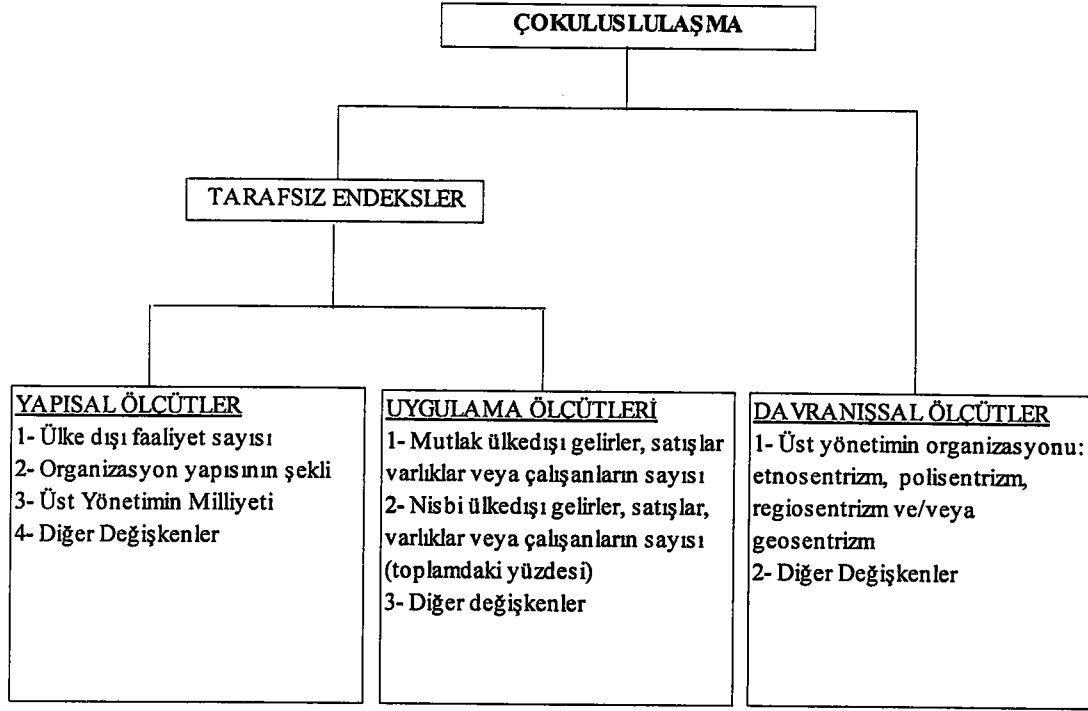 ÇOKULUSLULAŞMA
TARAFSIZ ENDEKSLER
YAPISAL ÖLÇÜTLER
1- Ülke dışı faaliyet sayısı
2- Organizasyon yapısının şekli
3- Üst Yönetimin Milliyeti
4- Diğer Değişkenler
UYGULAMA ÖLÇÜTLERİ
1- Mutlak ülkedışı gelirler, satışlar
varlıklar veya çalışanların sayısı
2- Nisbi ülkedışı gelirler, satışlar,
varlıklar veya çalışanların sayısı
(toplamdaki yüzdesi)
3- Diğer değişkenler
DAVRANIŞSAL ÖLÇÜTLER
1- Üst yönetimin organizasyonu:
etnosentrizm, polisentrizm,
regiosentrizm ve/veya
geosentrizm
2- Diğer Değişkenler